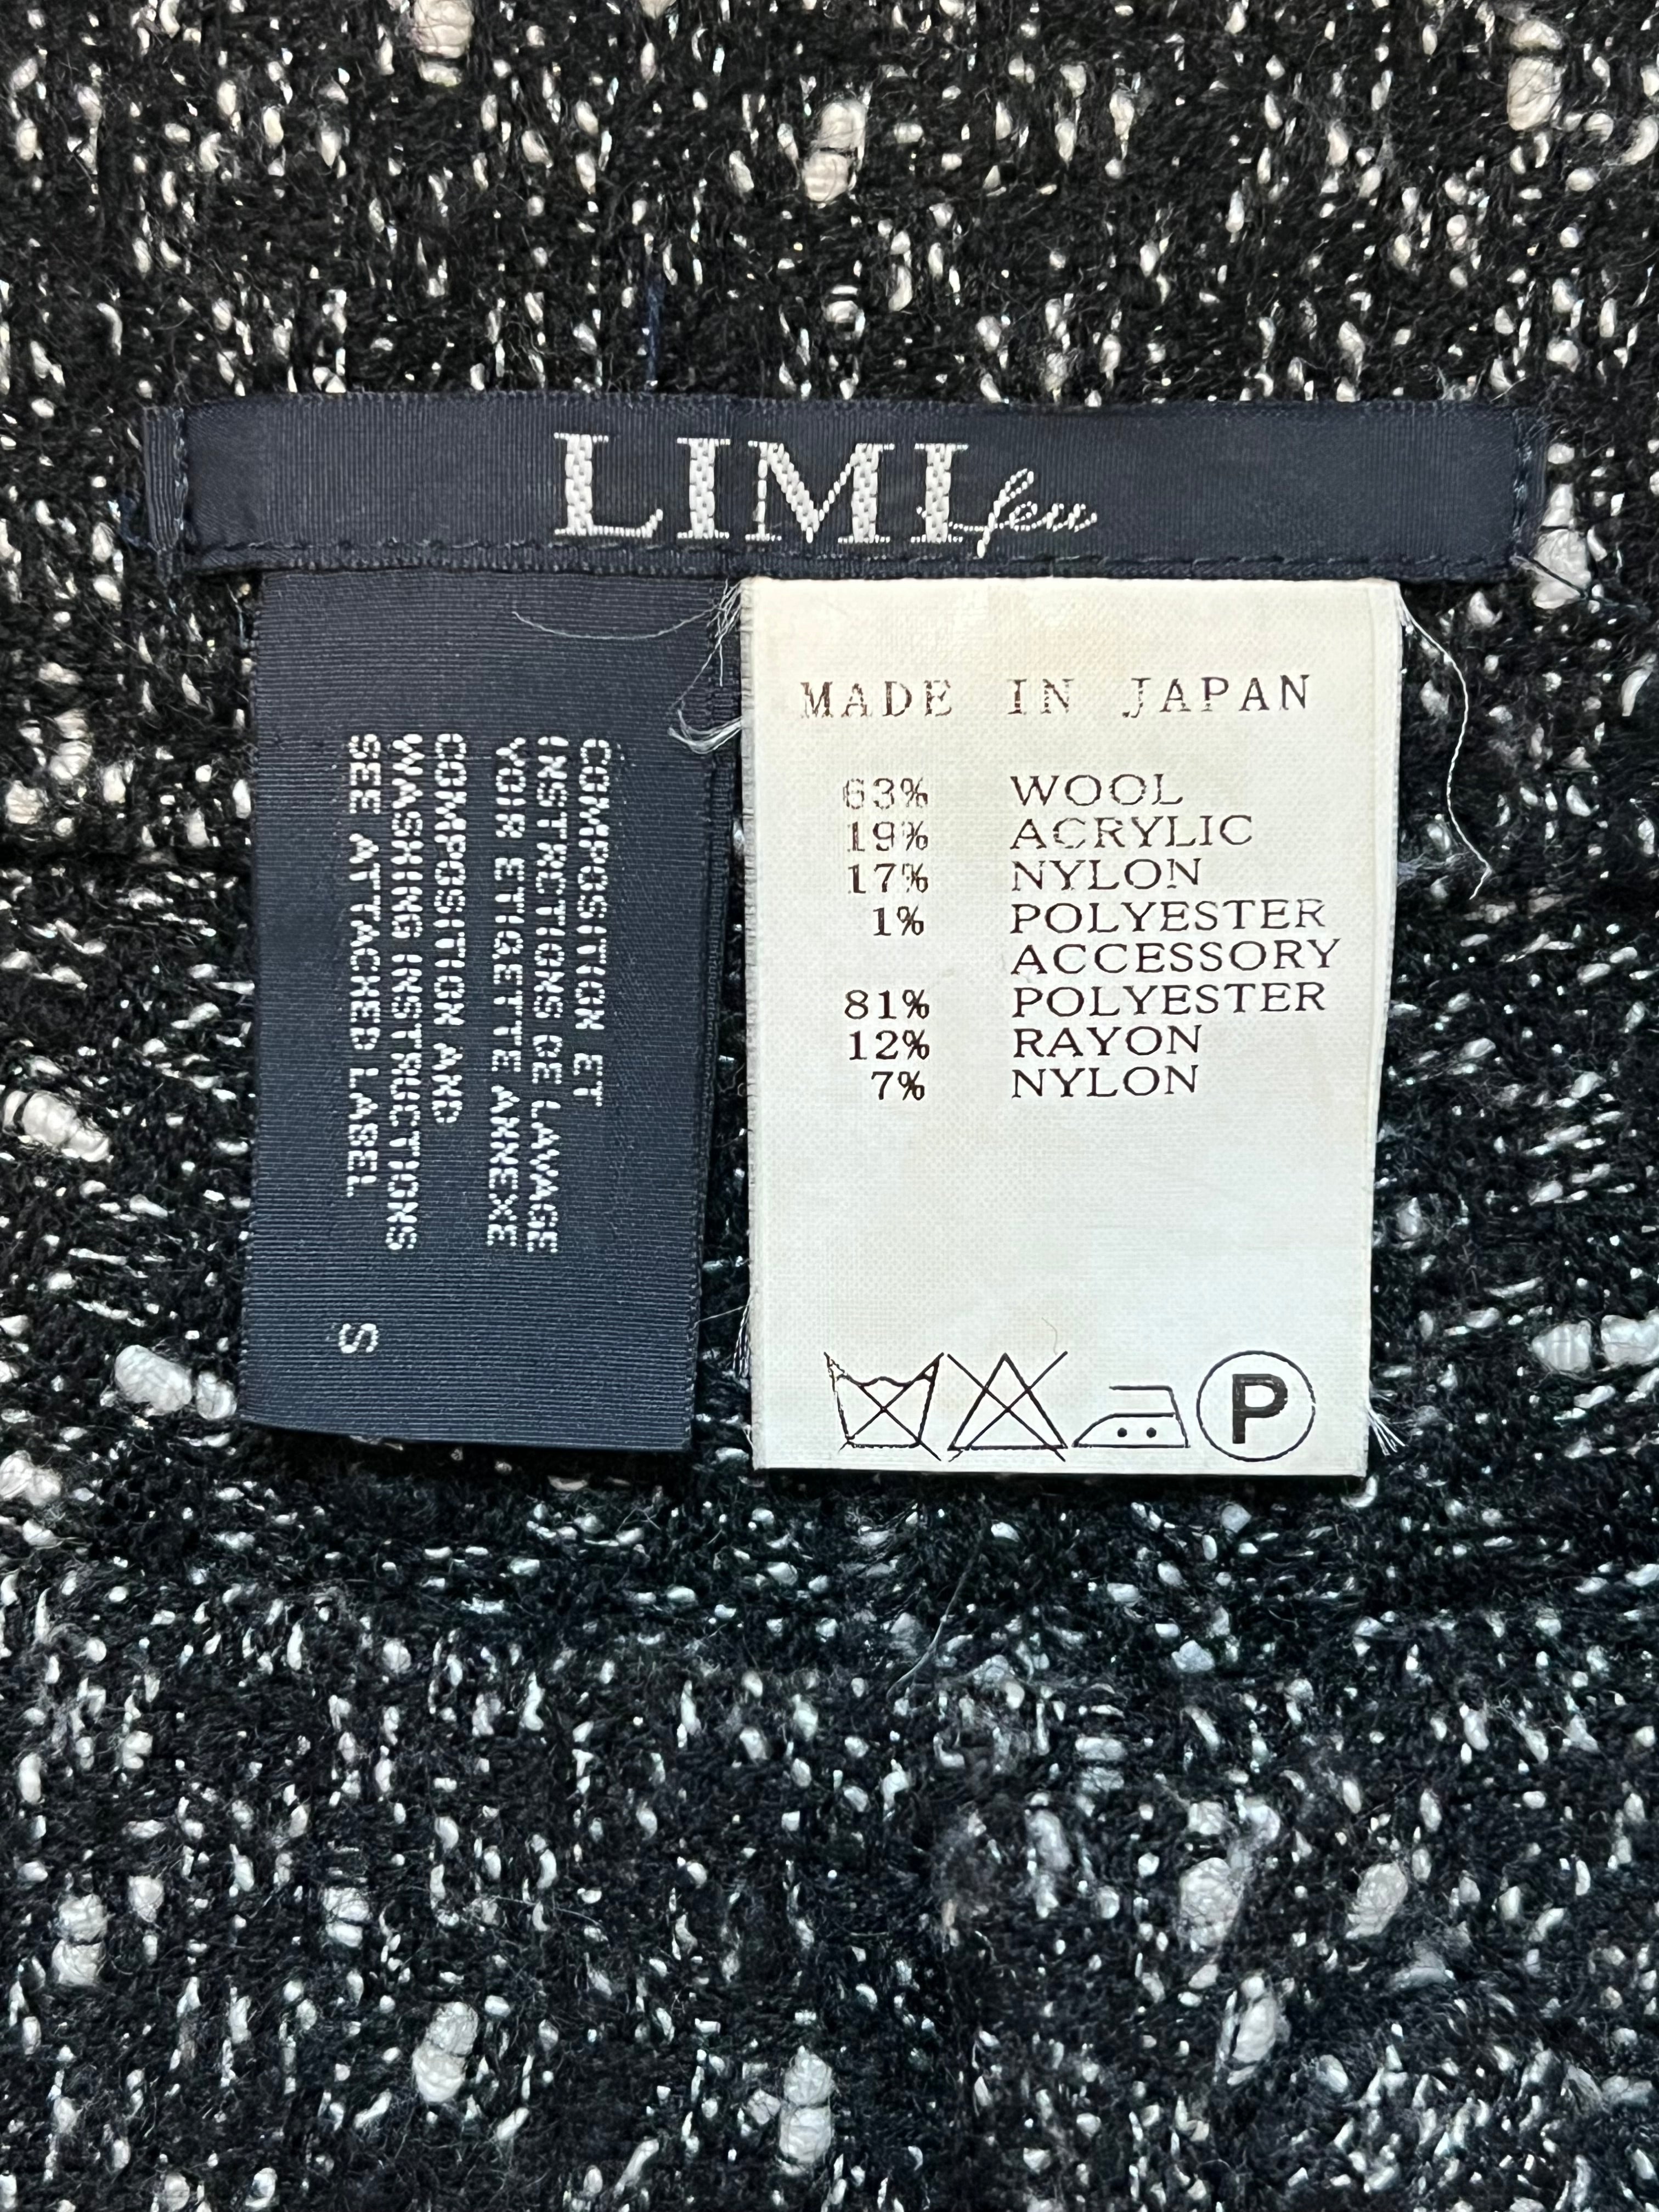 LIMI feu
COMPOSITION ET
INSTRCTIONS DE LAVAGE
VOIR ETIQETTE ANNEXE
COMPOSITION AND
WASHING INSTRUCTIONS
SEE ATTACHED LABEL
S
MADE IN JAPAN
63% WOOL
19% ACRYLIC
17% NYLON
1% POLYESTER
ACCESSORY
81% POLYESTER
12% RAYON
7% NYLON
P